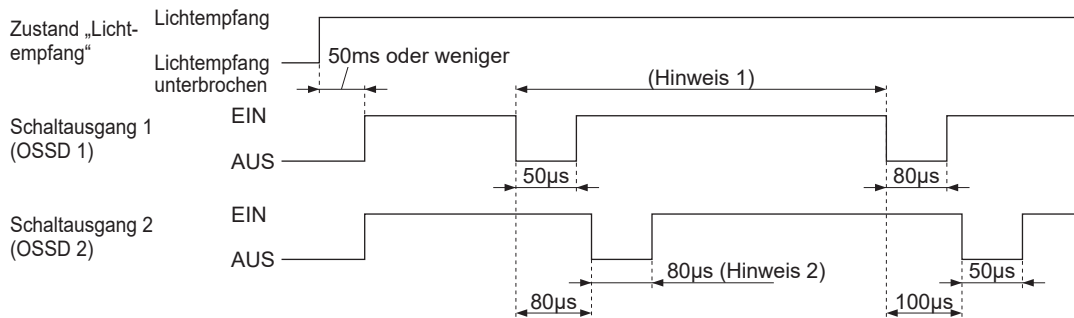 Zustand „Licht-
empfang“
Lichtempfang
Lichtempfang
unterbrochen
50ms oder weniger
(Hinweis 1)
Schaltausgang 1
(OSSD 1)
EIN
AUS
50µs
80µs
Schaltausgang 2
(OSSD 2)
EIN
AUS
80µs (Hinweis 2)
50µs
80µs
100µs